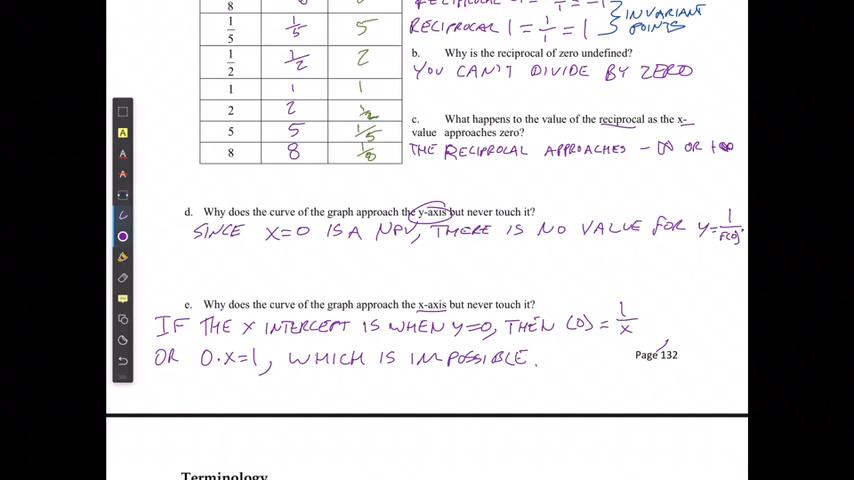 8
1/5 1/5 5
RECIPROCAL 1 = 1/1 = 1 } INVARIANT POINTS
1/2 1/2 2
b. Why is the reciprocal of zero undefined?
YOU CAN'T DIVIDE BY ZERO
1 1 1
2 2 1/2
5 5 1/5
8 8 1/8
c. What happens to the value of the reciprocal as the x-
value approaches zero?
THE RECIPROCAL APPROACHES -∞ OR +∞
d. Why does the curve of the graph approach the y-axis but never touch it?
SINCE X=0 IS A NPV, THERE IS NO VALUE FOR y=1/F(0).
e. Why does the curve of the graph approach the x-axis but never touch it?
IF THE X INTERCEPT IS WHEN Y=0, THEN (0) = 1/X
OR 0·X=1, WHICH IS IMPOSSIBLE.
Page 132
Terminology